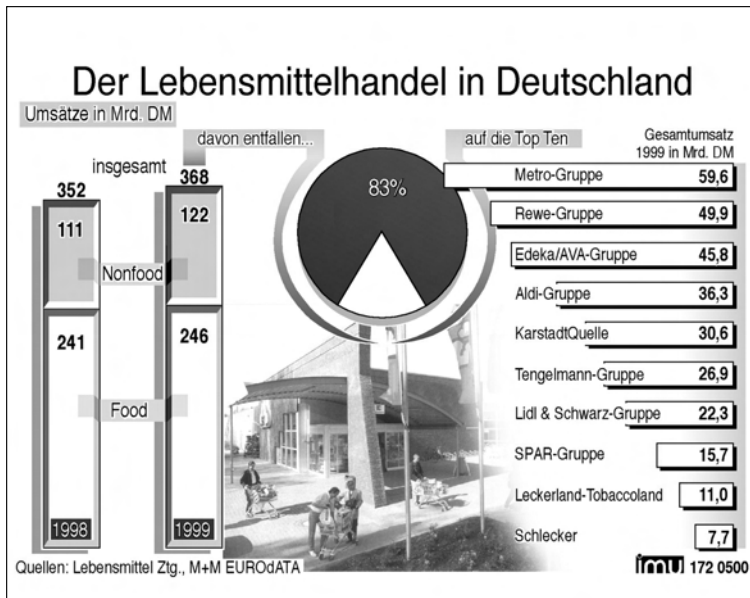 Der Lebensmittelhandel in Deutschland
Umsätze in Mrd. DM
davon entfallen...
auf die Top Ten
Gesamtumsatz
1999 in Mrd. DM
insgesamt
352
368
111
122
Nonfood
241
246
Food
1998
1999
83%
Metro-Gruppe 59,6
Rewe-Gruppe 49,9
Edeka/AVA-Gruppe 45,8
Aldi-Gruppe 36,3
KarstadtQuelle 30,6
Tengelmann-Gruppe 26,9
Lidl & Schwarz-Gruppe 22,3
SPAR-Gruppe 15,7
Leckerland-Tobaccoland 11,0
Schlecker 7,7
Quellen: Lebensmittel Ztg., M+M EUROdATA
imu 172 0500